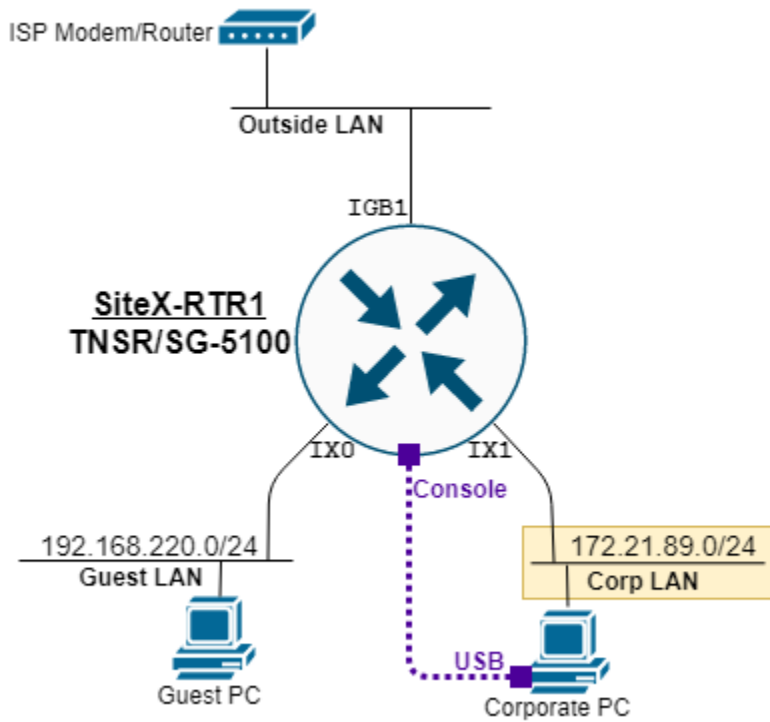 ISP Modem/Router
Outside LAN
IGB1
SiteX-RTR1
TNSR/SG-5100
IX0
IX1
Console
192.168.220.0/24
Guest LAN
172.21.89.0/24
Corp LAN
USB
Guest PC
Corporate PC